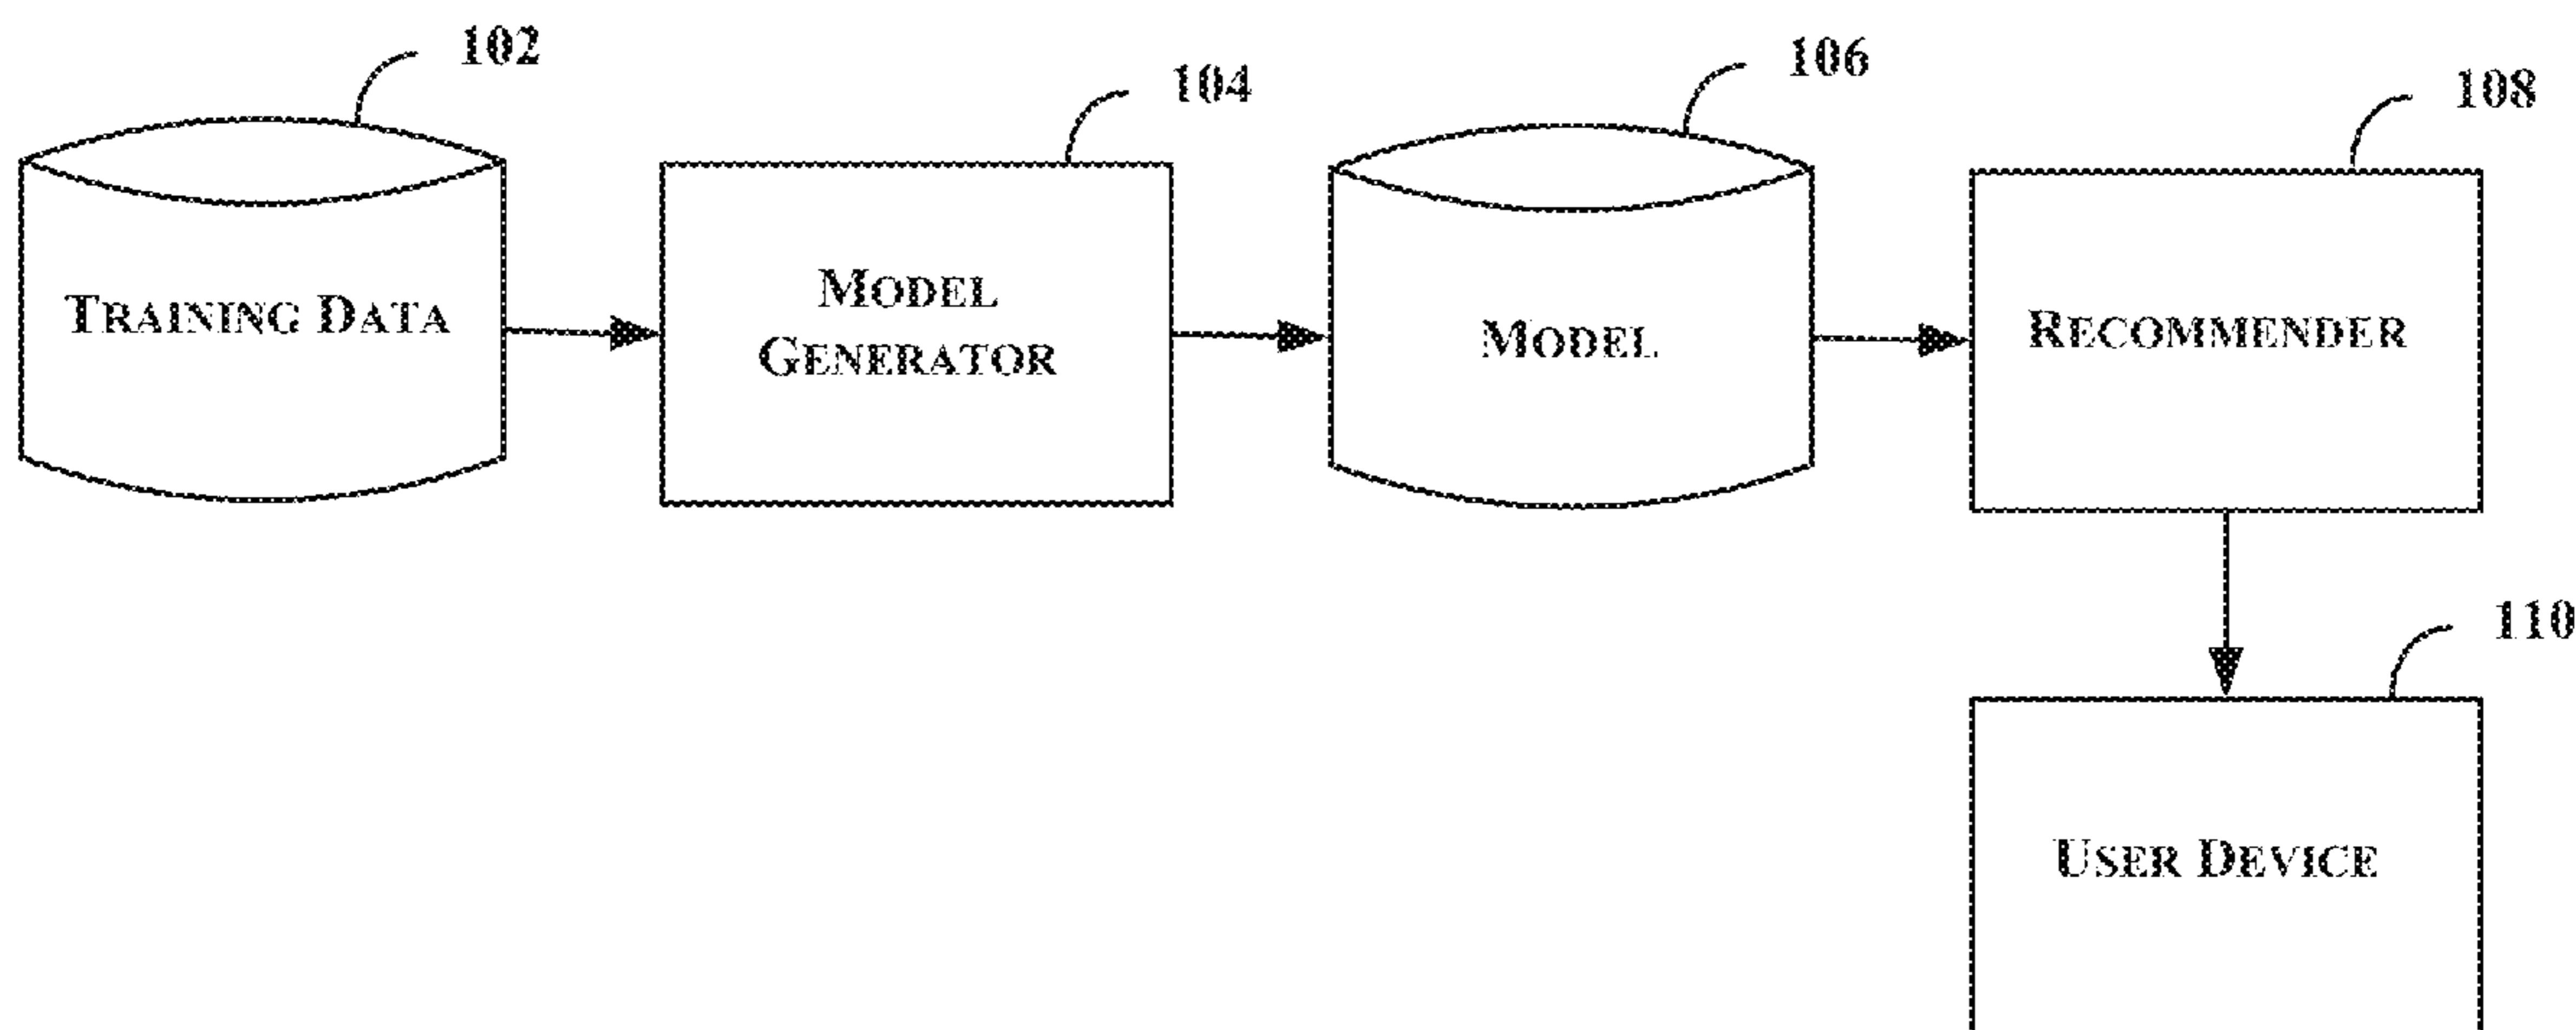 102
104
106
108
TRAINING DATA
MODEL
GENERATOR
MODEL
RECOMMENDER
110
USER DEVICE